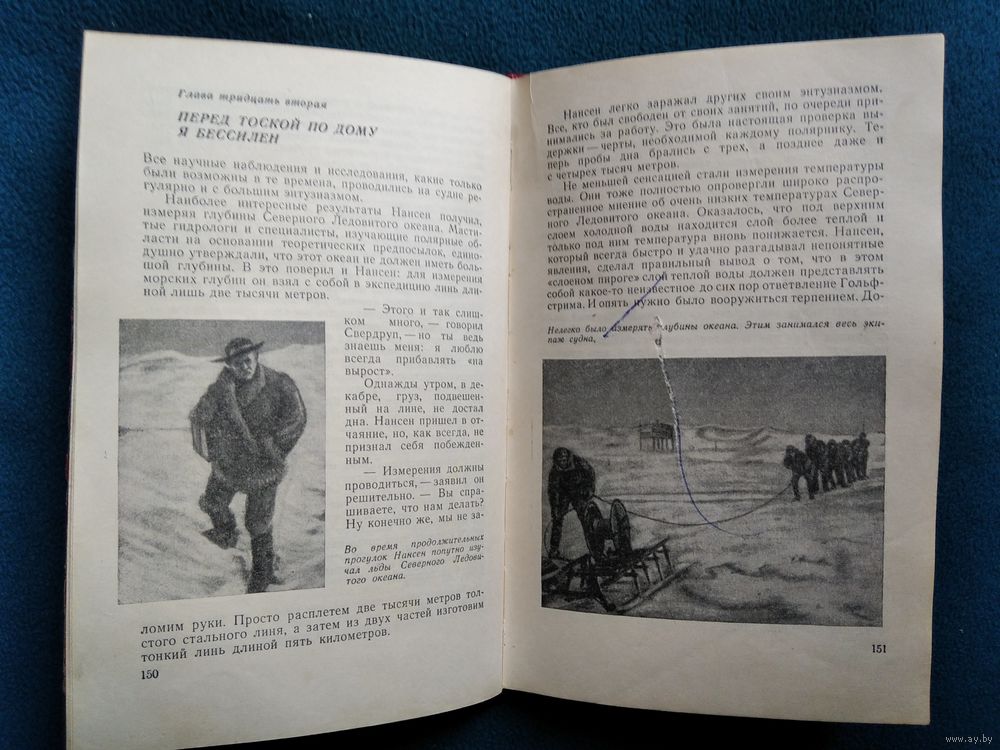 Глава тридцать вторая
ПЕРЕД ТОСКОЙ ПО ДОМУ
Я БЕССИЛЕН
Все научные наблюдения и исследования, какие только
были возможны в те времена, проводились на судне ре-
гулярно и с большим энтузиазмом.
Наиболее интересные результаты Нансен получил,
измеряя глубины Северного Ледовитого океана. Масти-
тые гидрологи и специалисты, изучающие полярные об-
ласти на основании теоретических предпосылок, едино-
душно утверждали, что этот океан не должен иметь боль-
шой глубины. В это поверил и Нансен: для измерения
морских глубин он взял с собой в экспедицию линь дли-
ной лишь две тысячи метров.
— Этого и так слиш-
ком много, — говорил
Свердруп, — но ты ведь
знаешь меня: я люблю
всегда прибавлять «на
вырост».
Однажды утром, в де-
кабре, груз, подвешен-
ный на лине, не достал
дна. Нансен пришел в от-
чаяние, но, как всегда, не
признал себя побежден-
ным.
— Измерения должны
проводиться, — заявил он
решительно. — Вы спра-
шиваете, что нам делать?
Ну конечно же, мы не за-
Во время продолжительных
прогулок Нансен попутно изу-
чал льды Северного Ледови-
того океана.
ломим руки. Просто расплетем две тысячи метров тол-
стого стального линя, а затем из двух частей изготовим
тонкий линь длиной пять километров.
150
Нансен легко заражал других своим энтузиазмом.
Все, кто был свободен от своих занятий, по очереди при-
нимались за работу. Это была настоящая проверка вы-
держки — черты, необходимой каждому полярнику. Те-
перь пробы дна брались с трех, а позднее даже и
с четырех тысяч метров.
Не меньшей сенсацией стали измерения температуры
воды. Они тоже полностью опровергли широко распро-
страненное мнение об очень низких температурах Север-
ного Ледовитого океана. Оказалось, что под верхним
слоем холодной воды находится слой более теплой и
только под ним температура вновь понижается. Нансен,
который всегда быстро и удачно разгадывал непонятные
явления, сделал правильный вывод о том, что в этом
«слоеном пироге» слой теплой воды должен представлять
собой какое-то неизвестное до сих пор ответвление Гольф-
стрима. И опять нужно было вооружиться терпением. До-
Нелегко было измерять глубины океана. Этим занимался весь эки-
паж судна.
151
www.ay.by